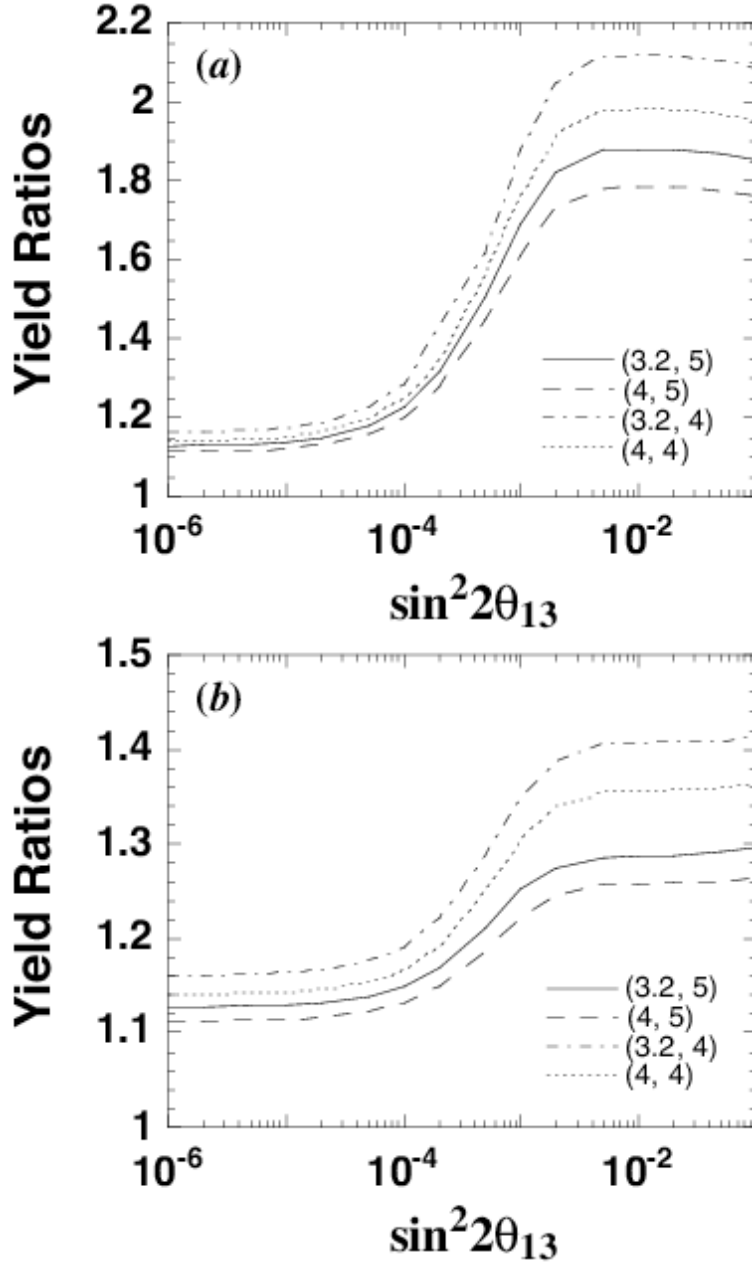 (a)
Yield Ratios
2.2
2
1.8
1.6
1.4
1.2
1
(3.2, 5)
(4, 5)
(3.2, 4)
(4, 4)
10⁻⁶ 10⁻⁴ 10⁻²
sin²2θ₁₃
(b)
Yield Ratios
1.5
1.4
1.3
1.2
1.1
1
(3.2, 5)
(4, 5)
(3.2, 4)
(4, 4)
10⁻⁶ 10⁻⁴ 10⁻²
sin²2θ₁₃